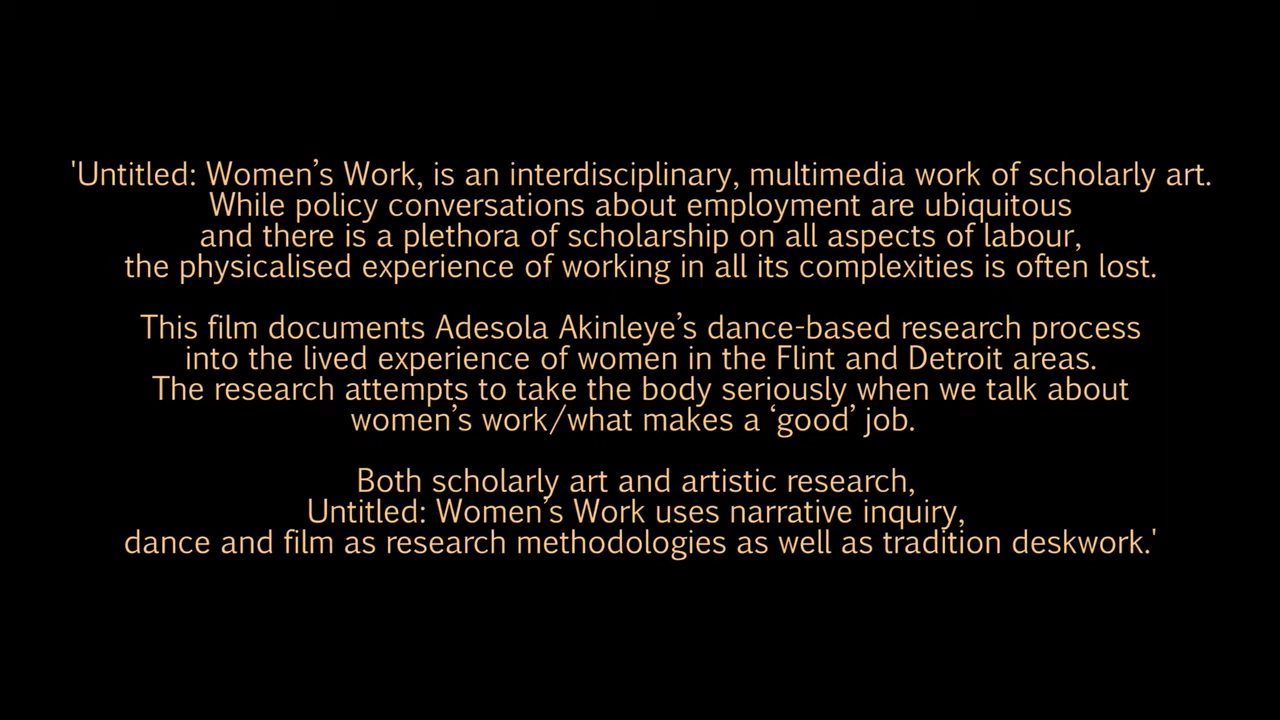 'Untitled: Women’s Work, is an interdisciplinary, multimedia work of scholarly art.
While policy conversations about employment are ubiquitous
and there is a plethora of scholarship on all aspects of labour,
the physicalised experience of working in all its complexities is often lost.
This film documents Adesola Akinleye’s dance-based research process
into the lived experience of women in the Flint and Detroit areas.
The research attempts to take the body seriously when we talk about
women’s work/what makes a ‘good’ job.
Both scholarly art and artistic research,
Untitled: Women’s Work uses narrative inquiry,
dance and film as research methodologies as well as tradition deskwork.'